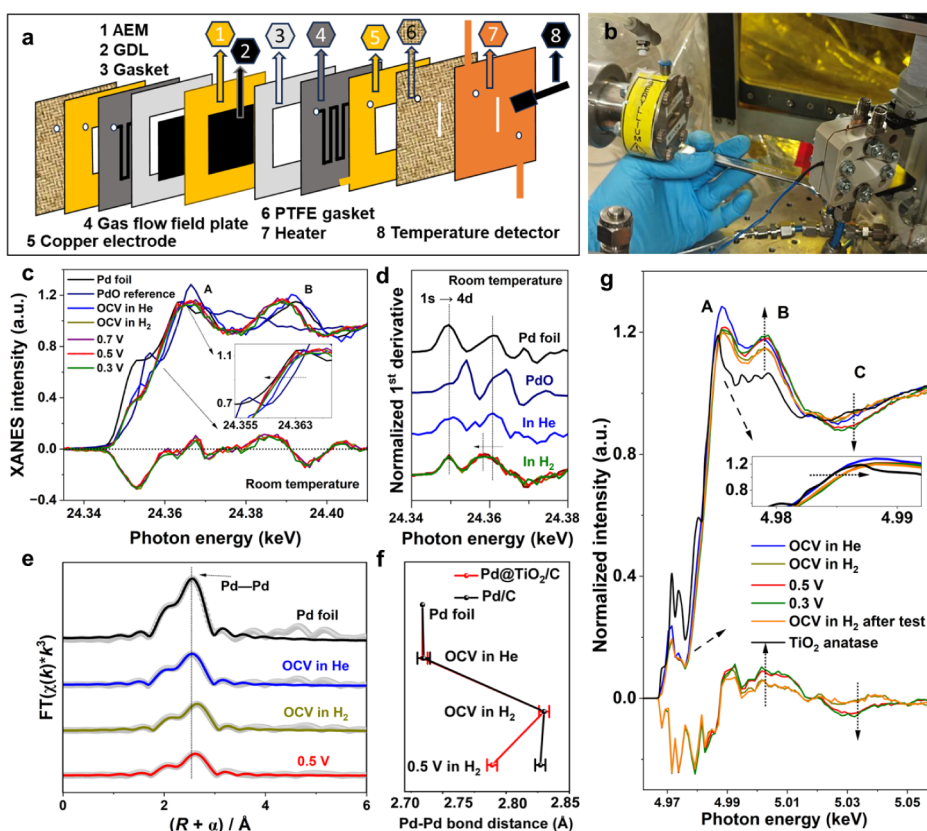 a
1 AEM
2 GDL
3 Gasket
1
2
3
4
5
6
7
8
4 Gas flow field plate
5 Copper electrode
6 PTFE gasket
7 Heater
8 Temperature detector
b
BERYLLIUM
c
Pd foil
PdO reference
OCV in He
OCV in H₂
0.7 V
0.5 V
0.3 V
A
B
1.2
0.8
0.4
0.0
−0.4
1.1
0.7
24.355
24.363
Room temperature
24.34
24.36
24.38
24.40
Photon energy (keV)
XANES intensity (a.u.)
d
Room temperature
1s → 4d
Pd foil
PdO
In He
In H₂
24.34
24.36
24.38
Photon energy (keV)
Normalized 1ˢᵗ derivative
e
Pd—Pd
Pd foil
OCV in He
OCV in H₂
0.5 V
0
2
4
6
(R + α) / Å
FT(χ(k)*k³
f
Pd@TiO₂/C
Pd/C
Pd foil
OCV in He
OCV in H₂
0.5 V in H₂
2.70
2.75
2.80
2.85
Pd-Pd bond distance (Å)
g
A
B
C
1.2
0.8
0.4
0.0
1.2
0.8
4.98
4.99
OCV in He
OCV in H₂
0.5 V
0.3 V
OCV in H₂ after test
TiO₂ anatase
4.97
4.99
5.01
5.03
5.05
Photon energy (keV)
Normalized intensity (a.u.)